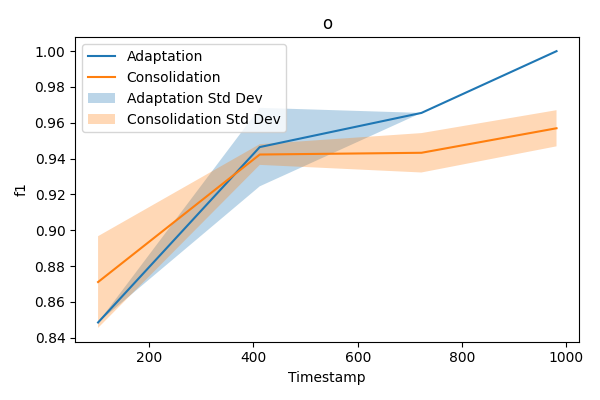 o
Adaptation
Consolidation
Adaptation Std Dev
Consolidation Std Dev
1.00
0.98
0.96
0.94
0.92
0.90
0.88
0.86
0.84
f1
200
400
600
800
1000
Timestamp